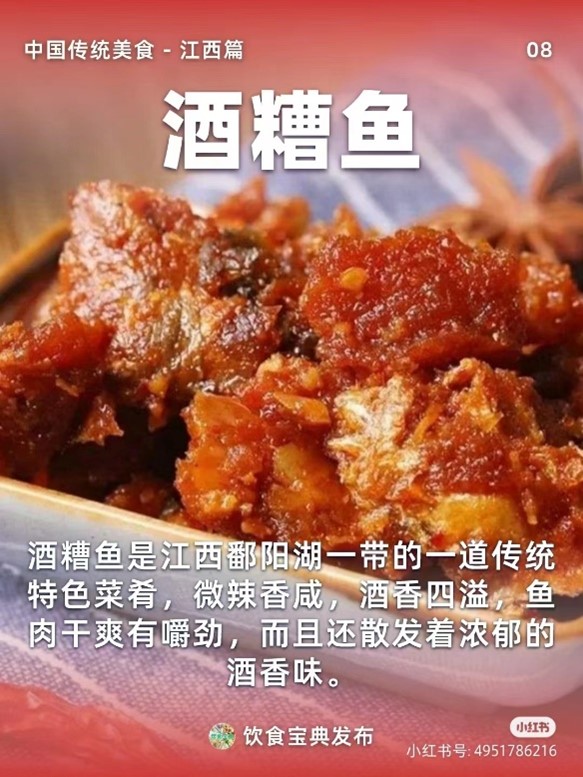 中国传统美食 - 江西篇
08
酒糟鱼
酒糟鱼是江西鄱阳湖一带的一道传统
特色菜肴，微辣香咸，酒香四溢，鱼
肉干爽有嚼劲，而且还散发着浓郁的
酒香味。
饮食宝典发布
小红书
小红书号: 4951786216